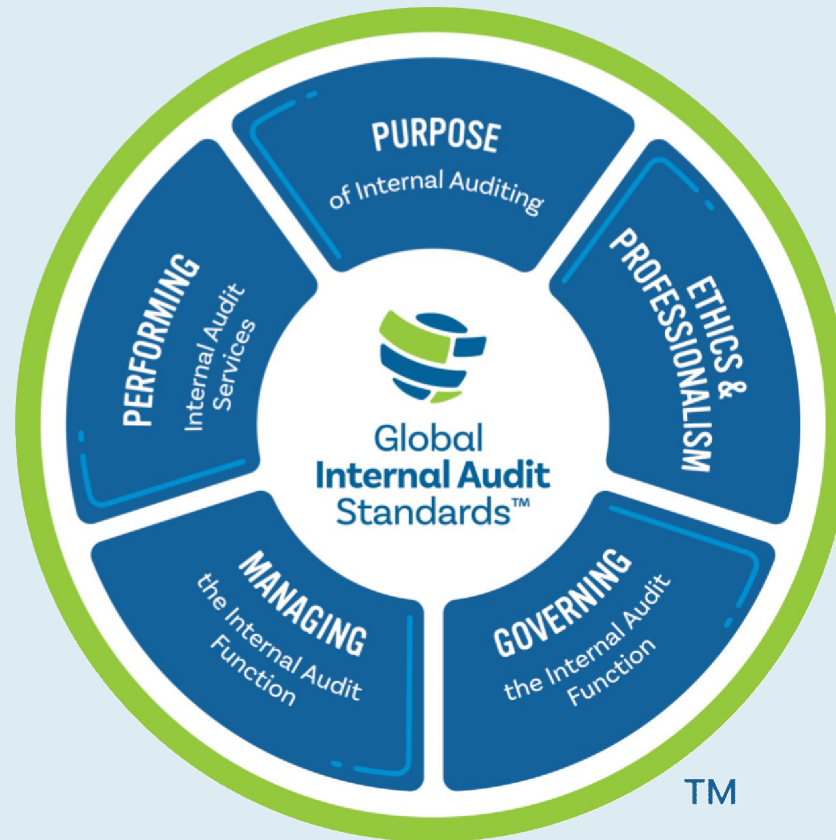 PURPOSE
of Internal Auditing
ETHICS &
PROFESSIONALISM
GOVERNING
the Internal Audit
Function
MANAGING
the Internal Audit
Function
PERFORMING
Internal Audit
Services
Global
Internal Audit
Standards™
TM